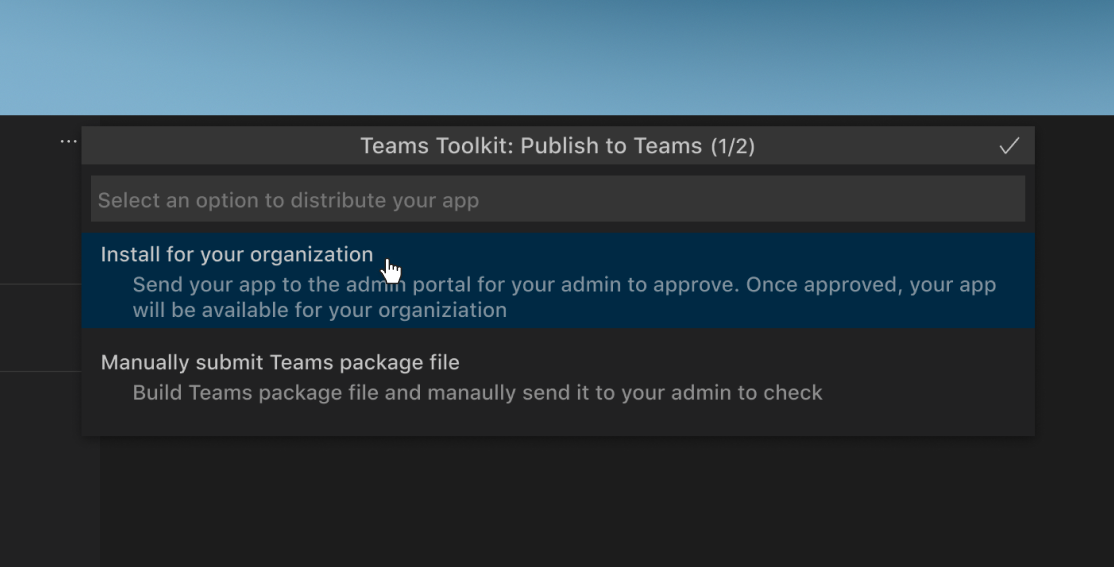 ...
Teams Toolkit: Publish to Teams (1/2)
Select an option to distribute your app
Install for your organization
Send your app to the admin portal for your admin to approve. Once approved, your app
will be available for your organiziation
Manually submit Teams package file
Build Teams package file and manaully send it to your admin to check